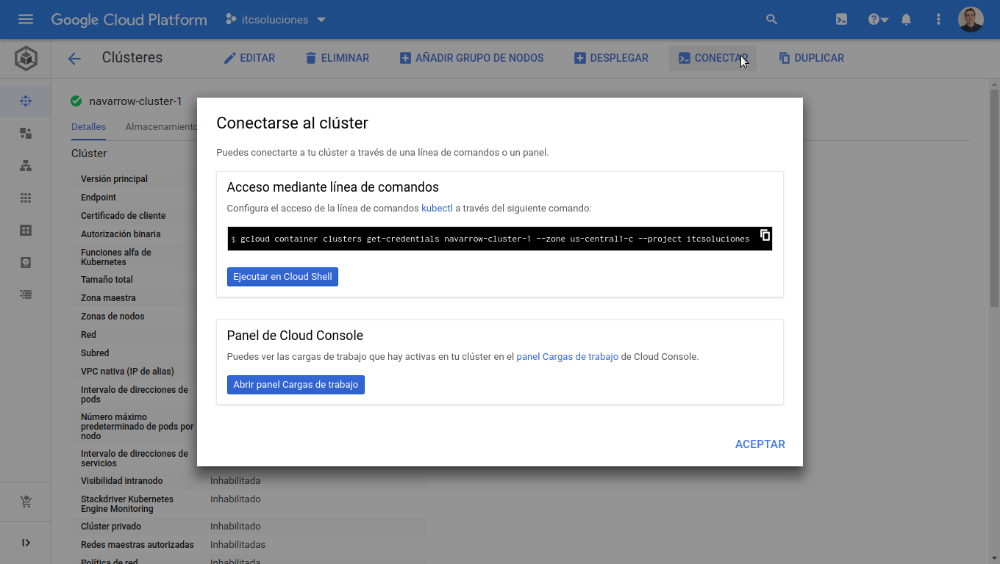 Google Cloud Platform
itcsoluciones
Clústeres
EDITAR
ELIMINAR
AÑADIR GRUPO DE NODOS
DESPLEGAR
CONECTAR
DUPLICAR
navarrow-cluster-1
Detalles
Almacenamiento
Clúster
Versión principal
Endpoint
Certificado de cliente
Autorización binaria
Funciones alfa de
Kubernetes
Tamaño total
Zona maestra
Zonas de nodos
Red
Subred
VPC nativa (IP de alias)
Intervalo de direcciones de
pods
Número máximo
predeterminado de pods por
nodo
Intervalo de direcciones de
servicios
Visibilidad intranodo Inhabilitada
Stackdriver Kubernetes Inhabilitado
Engine Monitoring
Clúster privado Inhabilitado
Redes maestras autorizadas Inhabilitadas
Política de red Inhabilitada
Conectarse al clúster
Puedes conectarte a tu clúster a través de una línea de comandos o un panel.
Acceso mediante línea de comandos
Configura el acceso de la línea de comandos kubectl a través del siguiente comando:
$ gcloud container clusters get-credentials navarrow-cluster-1 --zone us-central1-c --project itcsoluciones
Ejecutar en Cloud Shell
Panel de Cloud Console
Puedes ver las cargas de trabajo que hay activas en tu clúster en el panel Cargas de trabajo de Cloud Console.
Abrir panel Cargas de trabajo
ACEPTAR